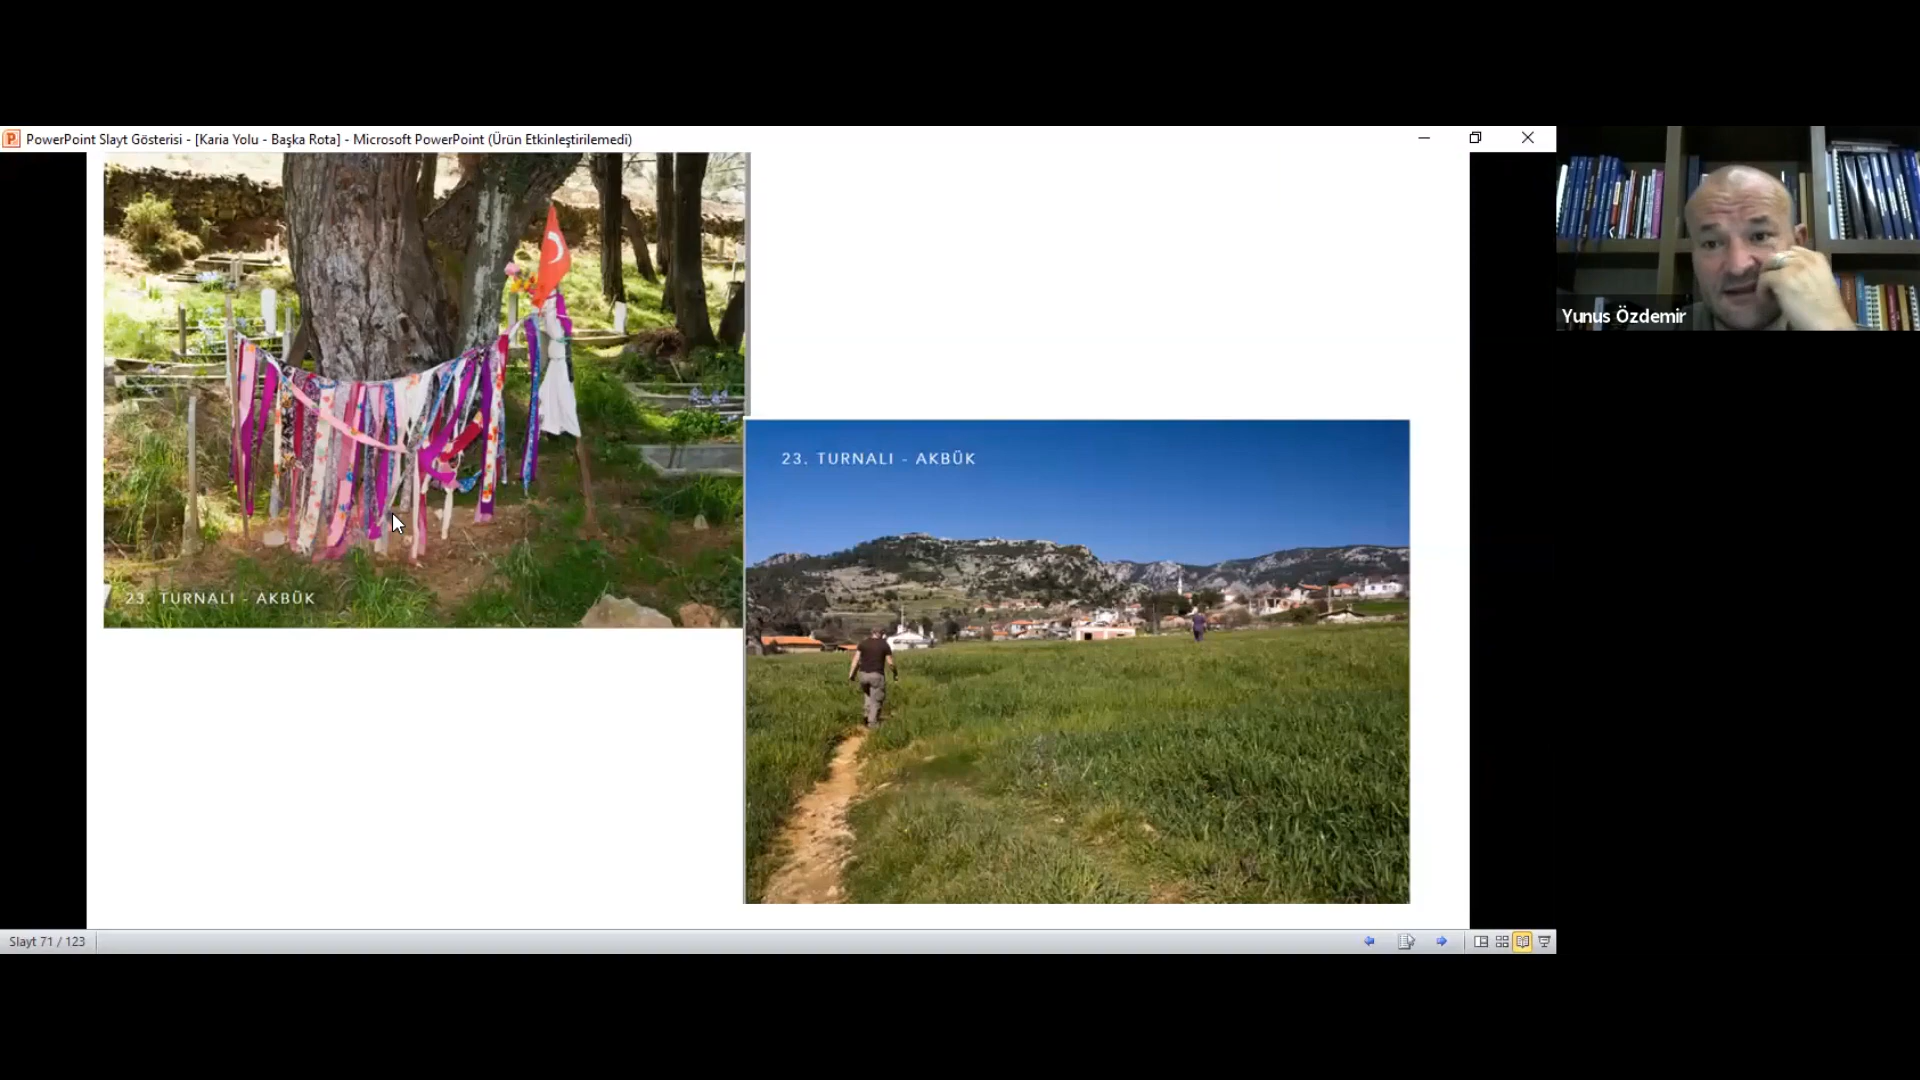 PowerPoint Slayt Gösterisi - [Karia Yolu - Başka Rota] - Microsoft PowerPoint (Ürün Etkinleştirilemedi)
Yunus Özdemir
23. TURNALI - AKBÜK
23. TURNALI - AKBÜK
Slayt 71 / 123